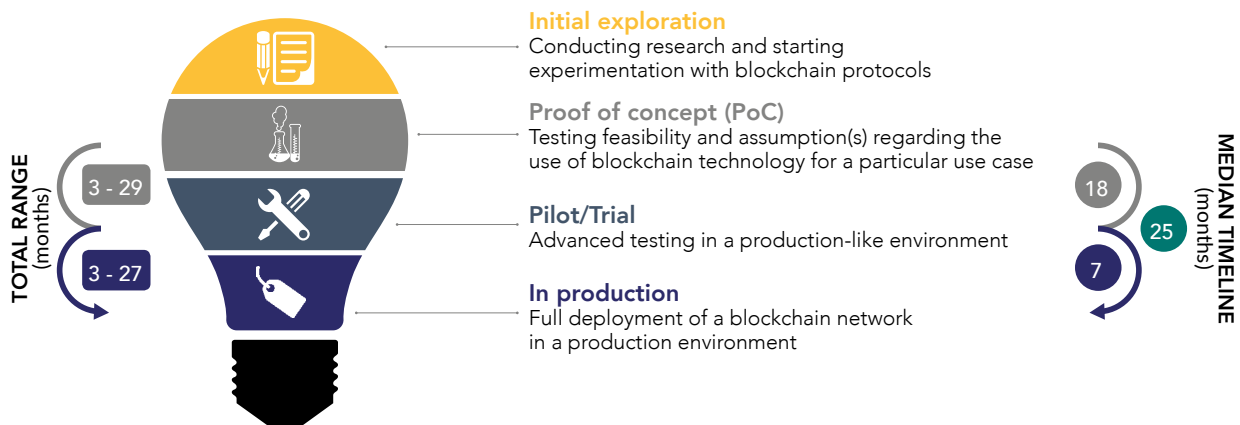 Initial exploration
Conducting research and starting
experimentation with blockchain protocols
Proof of concept (PoC)
Testing feasibility and assumption(s) regarding the
use of blockchain technology for a particular use case
Pilot/Trial
Advanced testing in a production-like environment
In production
Full deployment of a blockchain network
in a production environment
TOTAL RANGE
(months)
3 - 29
3 - 27
18
25
7
MEDIAN TIMELINE
(months)